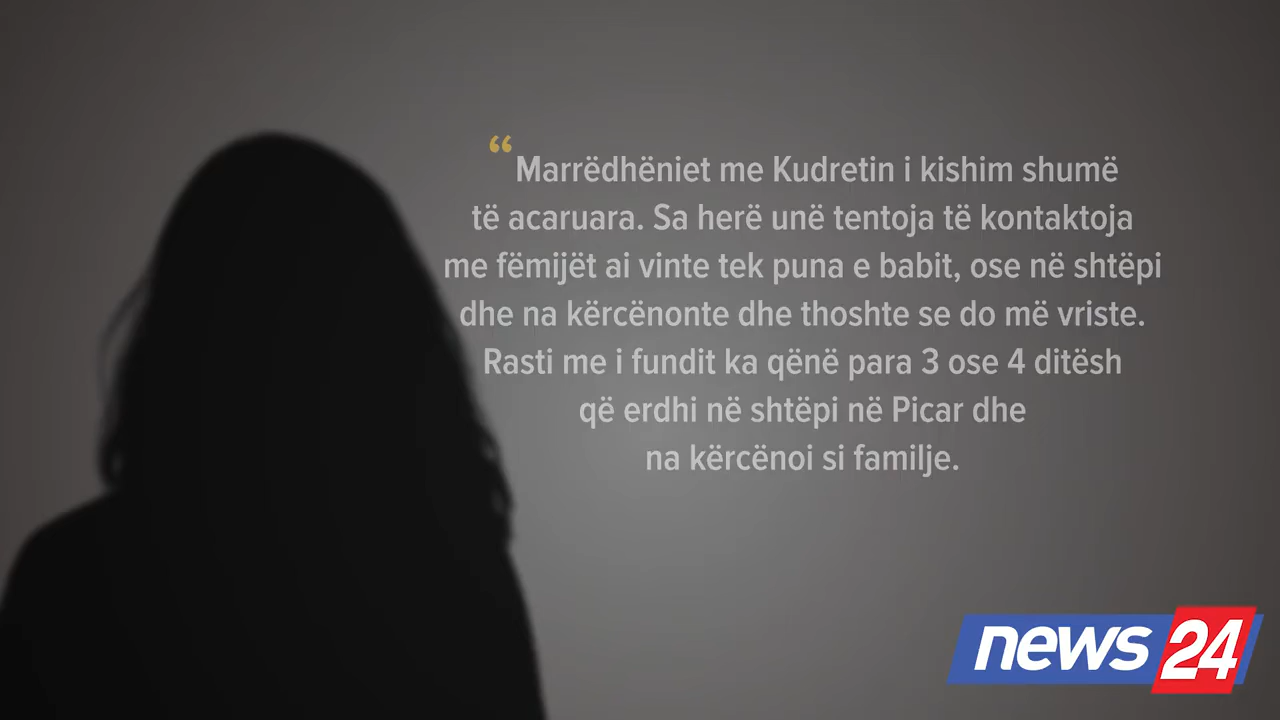 “Marrëdhëniet me Kudretin i kishim shumë
të acaruara. Sa herë unë tentoja të kontaktoja
me fëmijët ai vinte tek puna e babit, ose në shtëpi
dhe na kërcënonte dhe thoshte se do më vriste.
Rasti me i fundit ka qënë para 3 ose 4 ditësh
që erdhi në shtëpi në Picar dhe
na kërcënoi si familje.
news 24